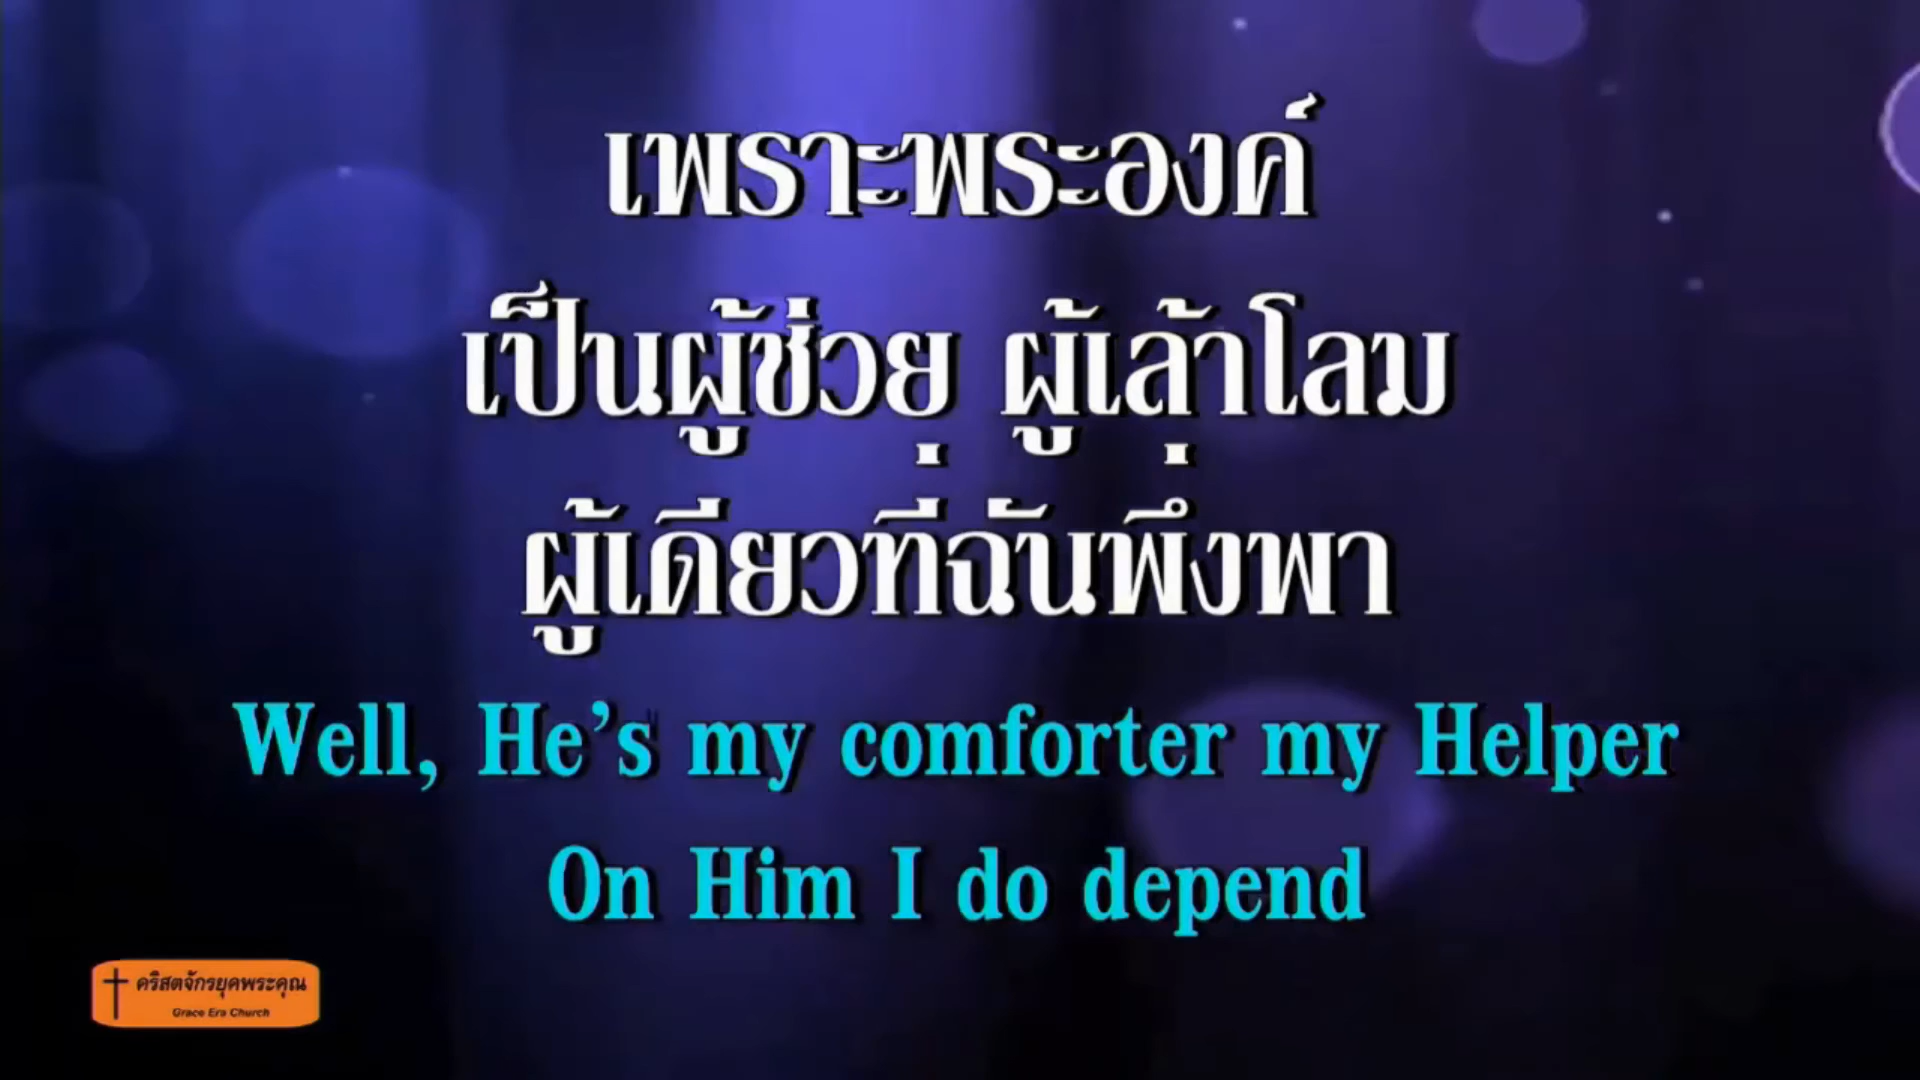 เพราะพระองค์
เป็นผู้ช่วย ผู้เล้าโลม
ผู้เดียวที่ฉันพึ่งพา
Well, He's my comforter my Helper
On Him I do depend
คริสตจักรยุคพระคุณ
Grace Era Church